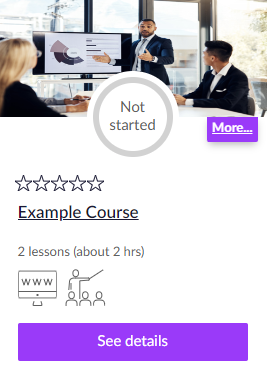 Not
started
More...
Example Course
2 lessons (about 2 hrs)
WWW
See details